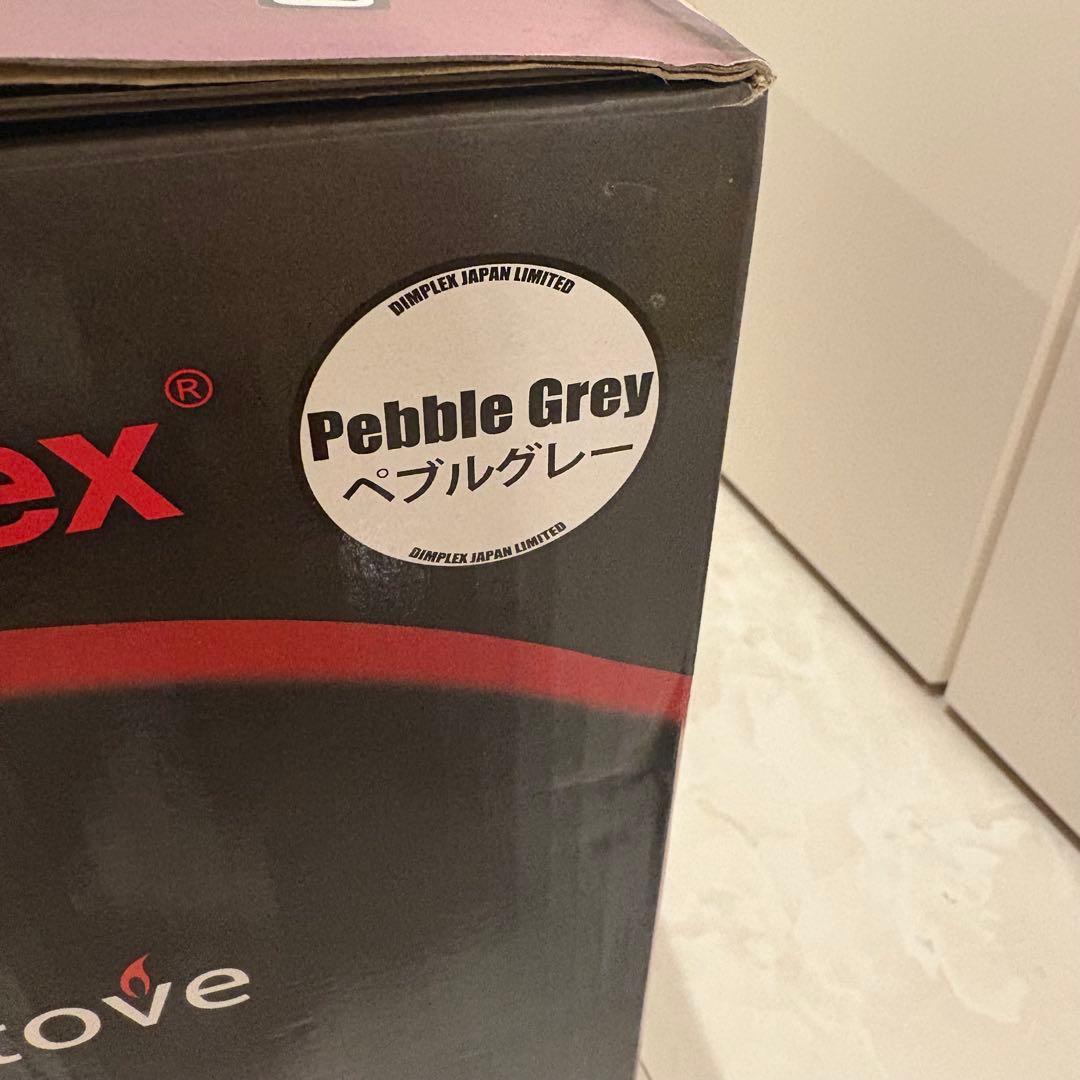 DIMPLEX JAPAN LIMITED
ex®
Pebble Grey
ペブルグレー
DIMPLEX JAPAN LIMITED
tove